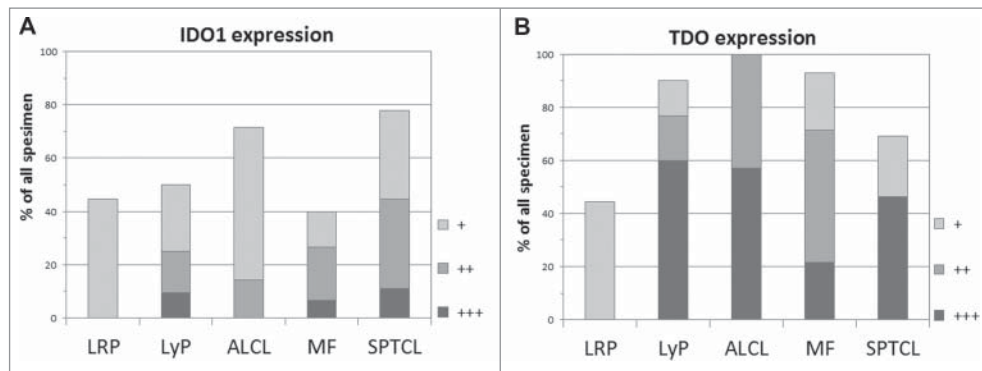 A
IDO1 expression
% of all spesimen
100
80
60
40
20
0
LRP LyP ALCL MF SPTCL
+
++
+++
B
TDO expression
% of all specimen
100
80
60
40
20
0
LRP LyP ALCL MF SPTCL
+
++
+++